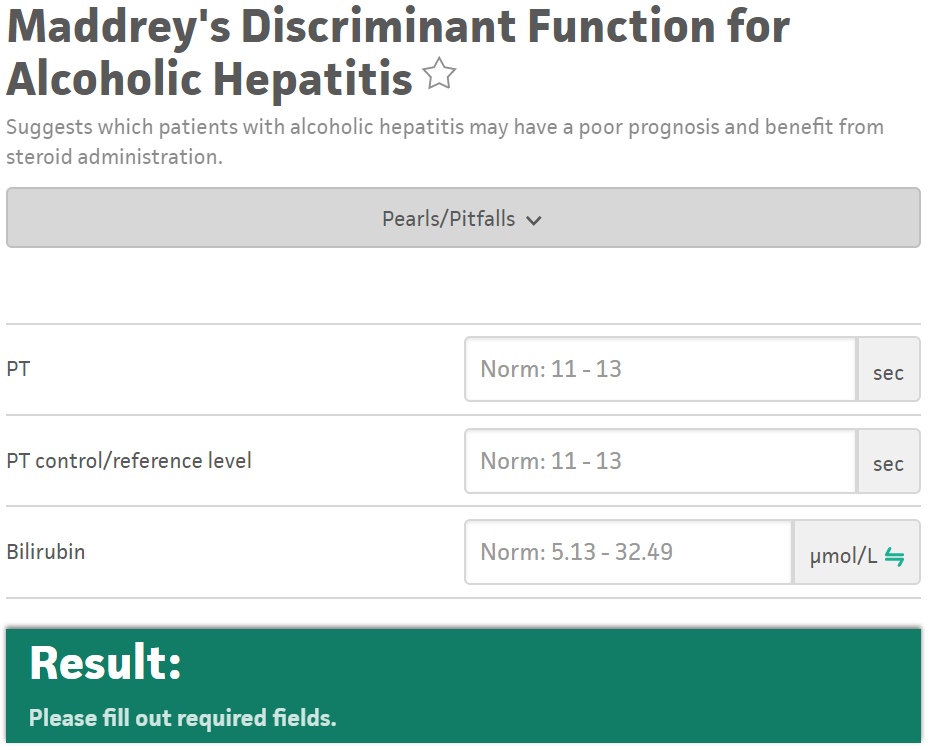 Maddrey's Discriminant Function for
Alcoholic Hepatitis
Suggests which patients with alcoholic hepatitis may have a poor prognosis and benefit from
steroid administration.
Pearls/Pitfalls
PT
Norm: 11 - 13
sec
PT control/reference level
Norm: 11 - 13
sec
Bilirubin
Norm: 5.13 - 32.49
µmol/L
Result:
Please fill out required fields.